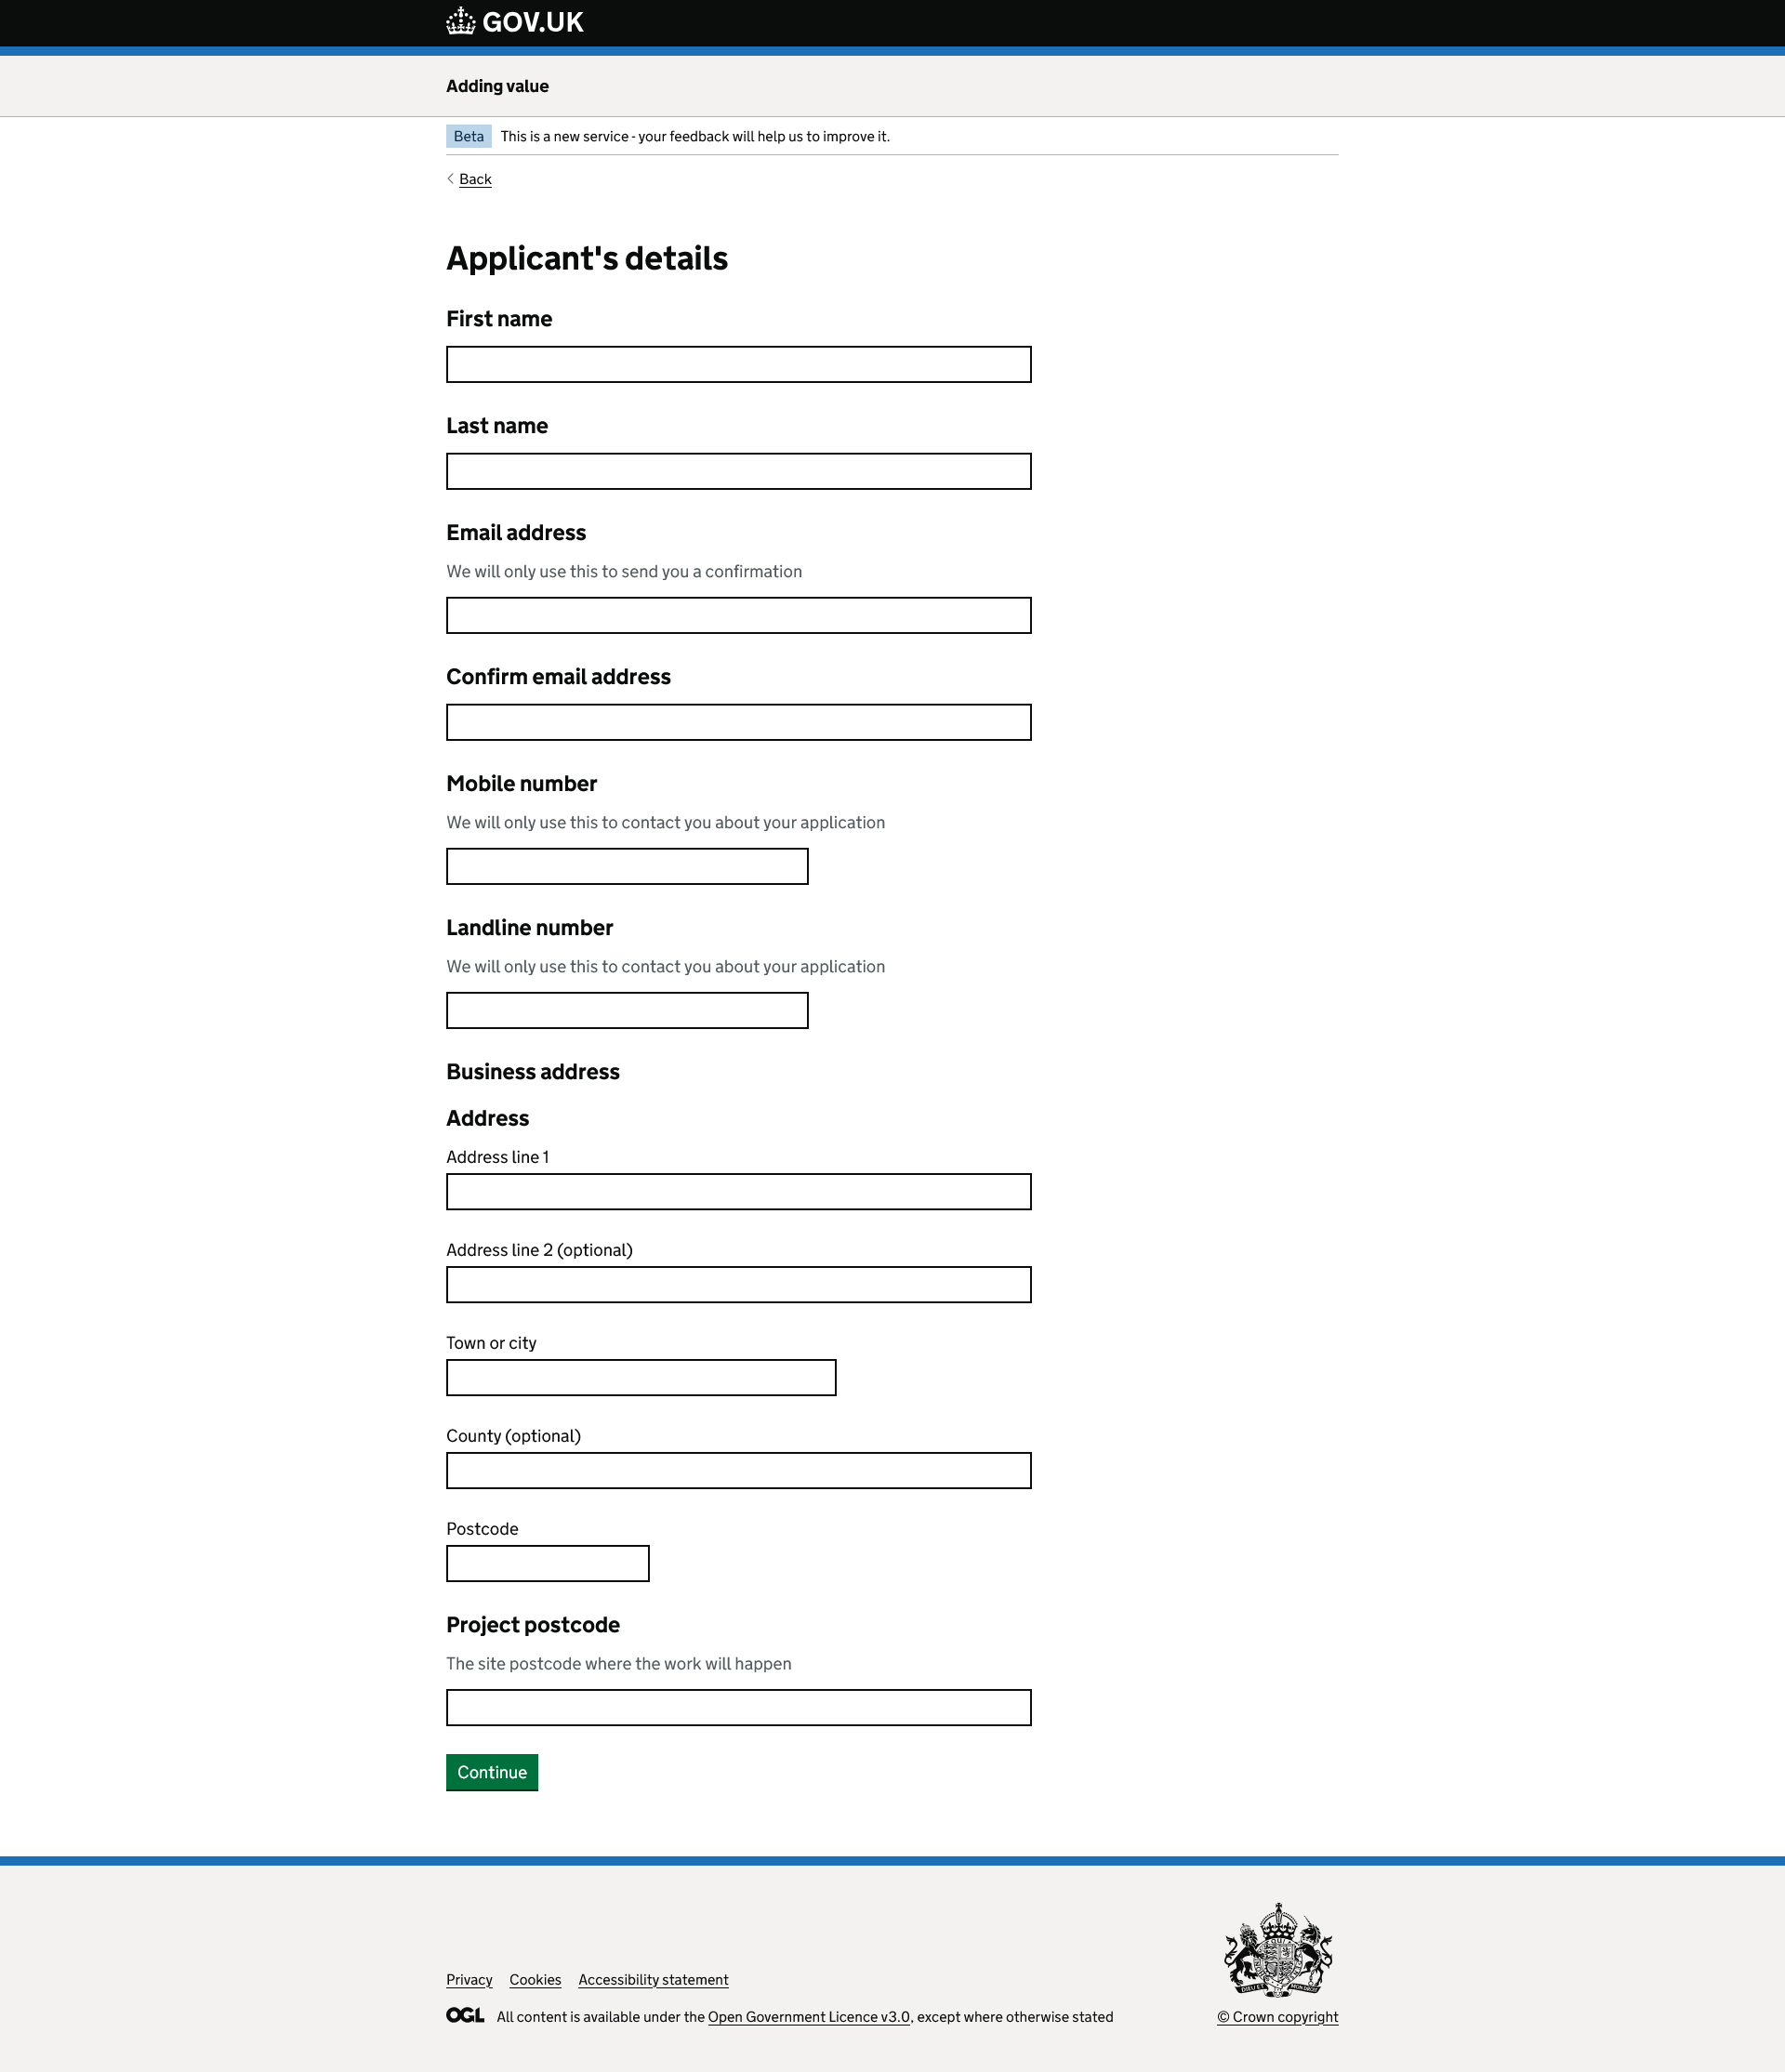 GOV.UK
Adding value
Beta This is a new service - your feedback will help us to improve it.
Back
Applicant's details
First name
Last name
Email address
We will only use this to send you a confirmation
Confirm email address
Mobile number
We will only use this to contact you about your application
Landline number
We will only use this to contact you about your application
Business address
Address
Address line 1
Address line 2 (optional)
Town or city
County (optional)
Postcode
Project postcode
The site postcode where the work will happen
Continue
Privacy Cookies Accessibility statement
OGL All content is available under the Open Government Licence v3.0, except where otherwise stated
© Crown copyright